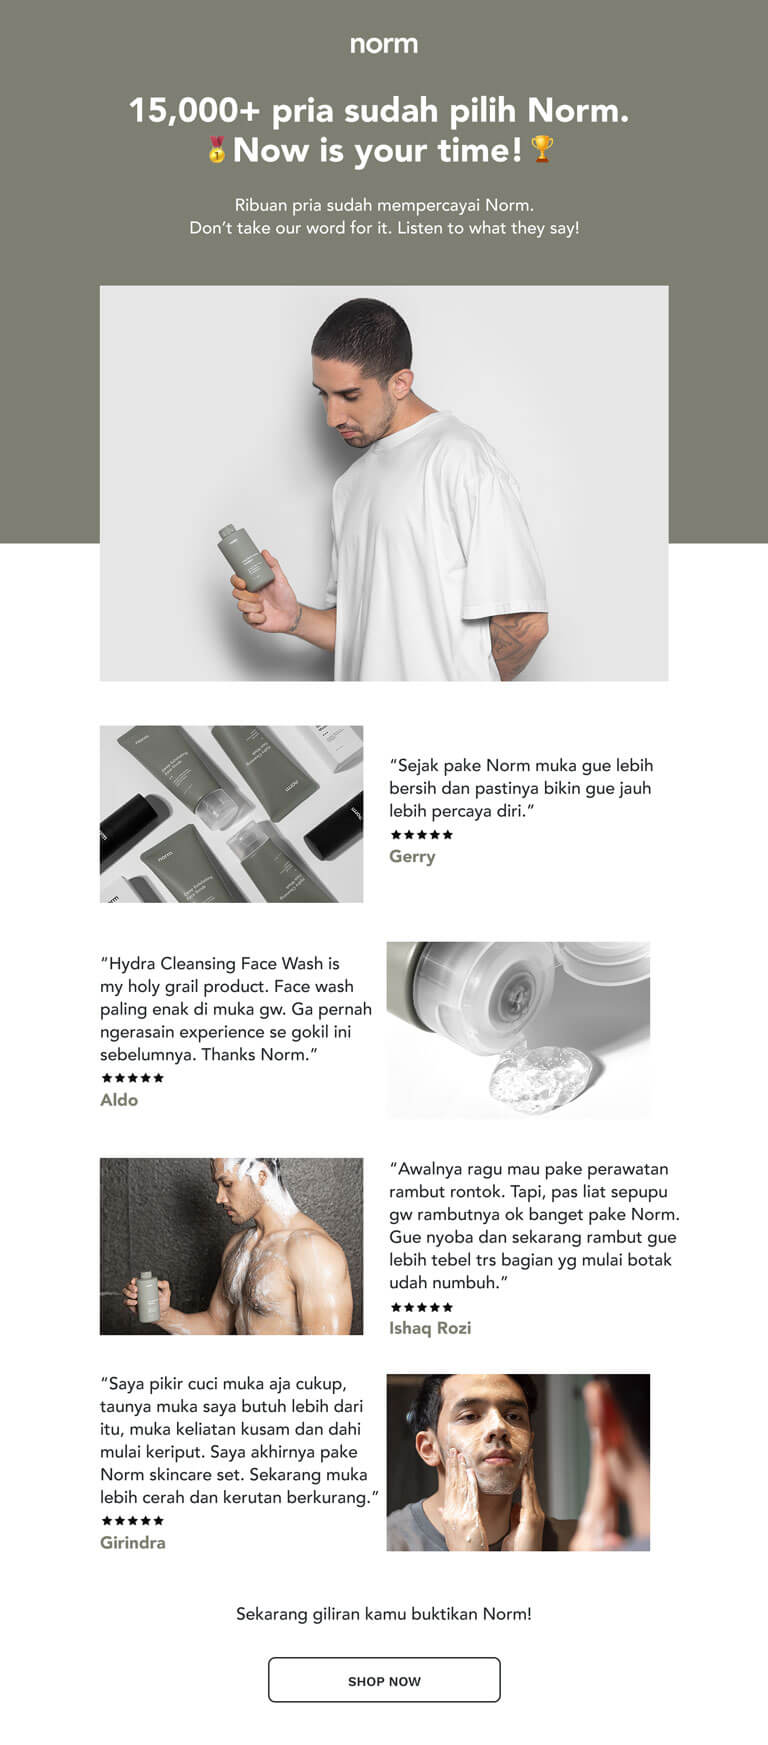 norm
15,000+ pria sudah pilih Norm.
🥇Now is your time!🏆
Ribuan pria sudah mempercayai Norm.
Don’t take our word for it. Listen to what they say!
“Sejak pake Norm muka gue lebih
bersih dan pastinya bikin gue jauh
lebih percaya diri.”
★★★★★
Gerry
“Hydra Cleansing Face Wash is
my holy grail product. Face wash
paling enak di muka gw. Ga pernah
ngerasain experience se gokil ini
sebelumnya. Thanks Norm.”
★★★★★
Aldo
“Awalnya ragu mau pake perawatan
rambut rontok. Tapi, pas liat sepupu
gw rambutnya ok banget pake Norm.
Gue nyoba dan sekarang rambut gue
lebih tebel trs bagian yg mulai botak
udah numbuh.”
★★★★★
Ishaq Rozi
“Saya pikir cuci muka aja cukup,
taunya muka saya butuh lebih dari
itu, muka keliatan kusam dan dahi
mulai keriput. Saya akhirnya pake
Norm skincare set. Sekarang muka
lebih cerah dan kerutan berkurang.”
★★★★★
Girindra
Sekarang giliran kamu buktikan Norm!
SHOP NOW